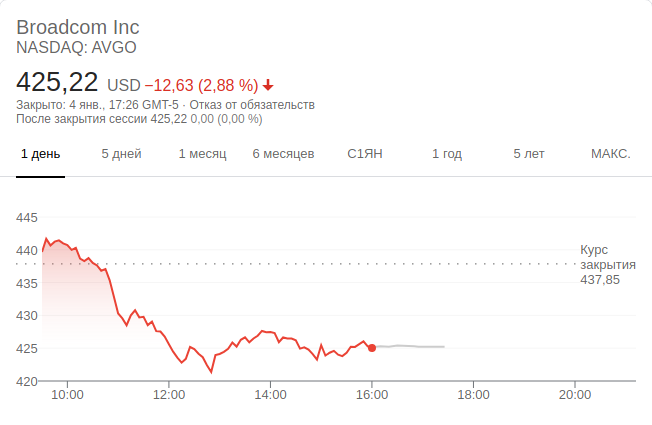 Broadcom Inc
NASDAQ: AVGO
425,22 USD −12,63 (2,88 %)
Закрыто: 4 янв., 17:26 GMT-5 · Отказ от обязательств
После закрытия сессии 425,22 0,00 (0,00 %)
1 день 5 дней 1 месяц 6 месяцев С1ЯН 1 год 5 лет МАКС.
445
440
435
430
425
420
Курс
закрытия
437,85
10:00 12:00 14:00 16:00 18:00 20:00